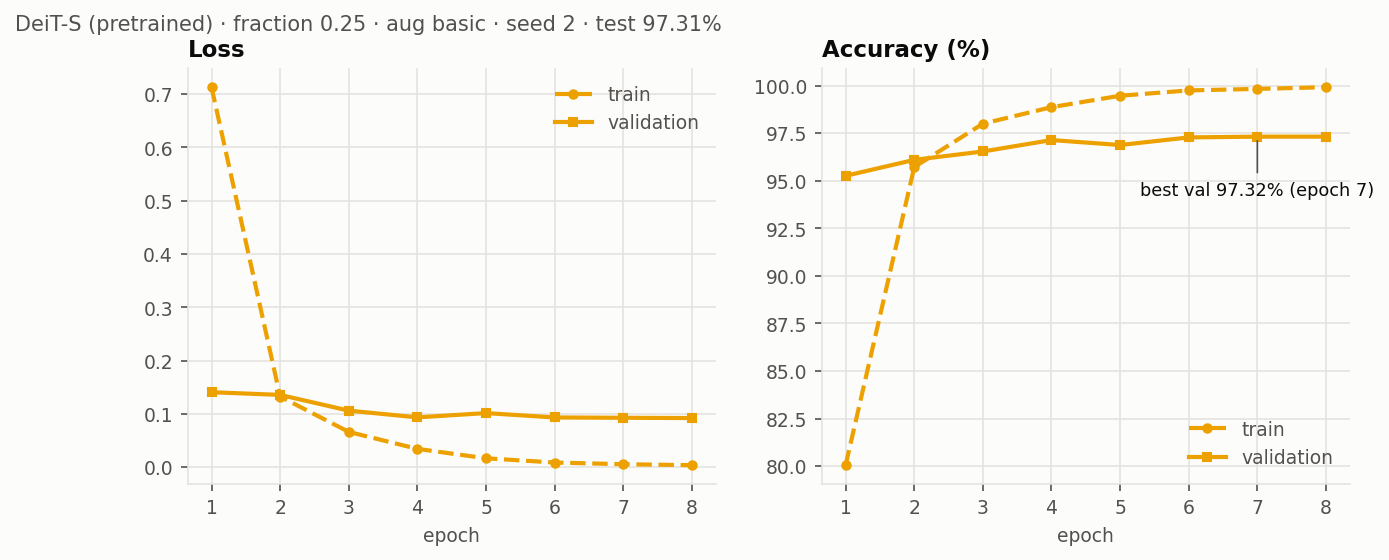 DeiT-S (pretrained) · fraction 0.25 · aug basic · seed 2 · test 97.31%
Loss
0.7
0.6
0.5
0.4
0.3
0.2
0.1
0.0
train
validation
1 2 3 4 5 6 7 8
epoch
Accuracy (%)
100.0
97.5
95.0
92.5
90.0
87.5
85.0
82.5
80.0
best val 97.32% (epoch 7)
train
validation
1 2 3 4 5 6 7 8
epoch